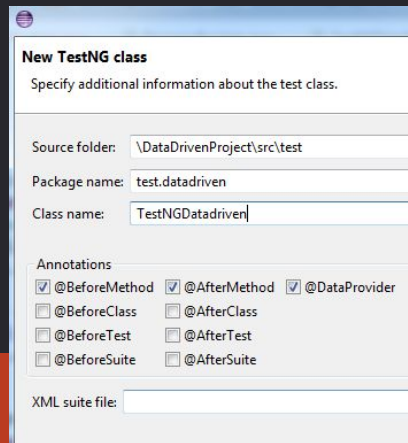 New TestNG class
Specify additional information about the test class.
Source folder: \DataDrivenProject\src\test
Package name: test.datadriven
Class name: TestNGDatadriven
Annotations
@BeforeMethod @AfterMethod @DataProvider
@BeforeClass @AfterClass
@BeforeTest @AfterTest
@BeforeSuite @AfterSuite
XML suite file: